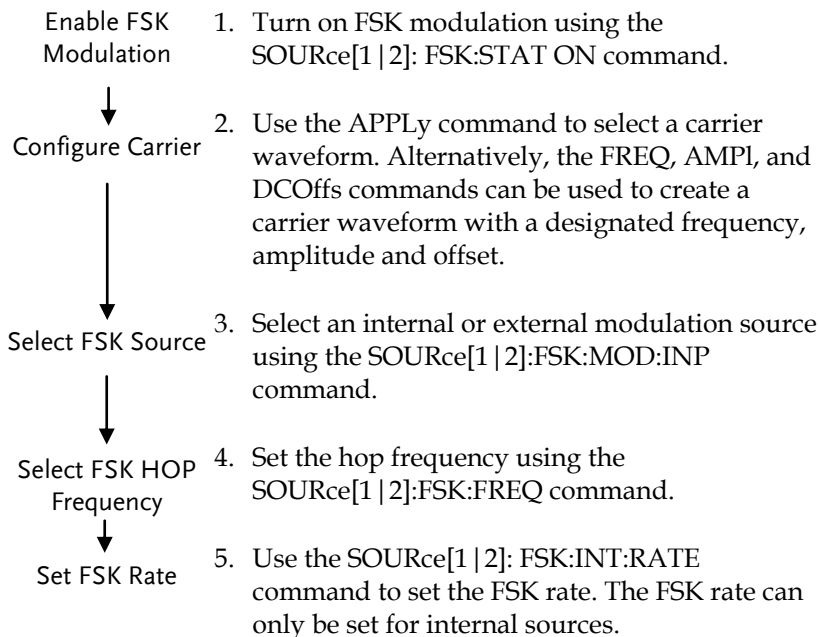 Enable FSK
Modulation
1. Turn on FSK modulation using the
SOURce[1|2]: FSK:STAT ON command.
Configure Carrier
2. Use the APPLy command to select a carrier
waveform. Alternatively, the FREQ, AMPl, and
DCOffs commands can be used to create a
carrier waveform with a designated frequency,
amplitude and offset.
Select FSK Source
3. Select an internal or external modulation source
using the SOURce[1|2]:FSK:MOD:INP
command.
Select FSK HOP
Frequency
4. Set the hop frequency using the
SOURce[1|2]:FSK:FREQ command.
Set FSK Rate
5. Use the SOURce[1|2]: FSK:INT:RATE
command to set the FSK rate. The FSK rate can
only be set for internal sources.